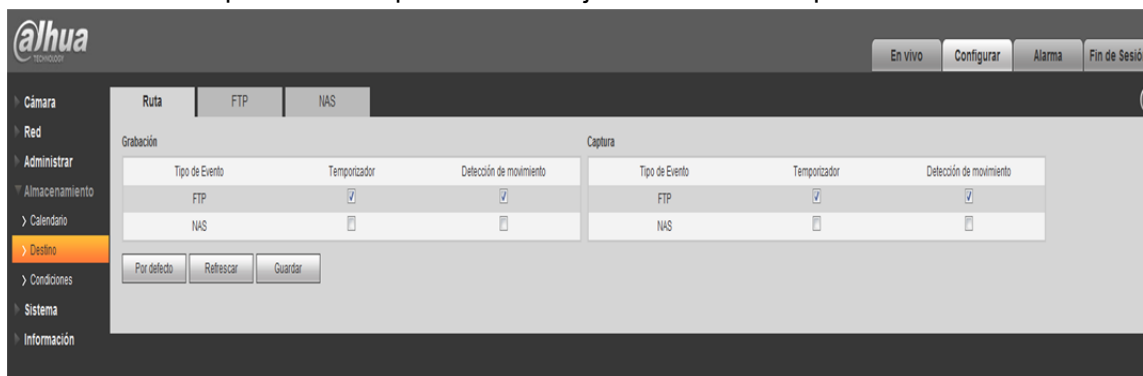 alhua
TECHNOLOGY
En vivo Configurar Alarma Fin de Sesió
Cámara
Red
Administrar
Almacenamiento
Calendario
Destino
Condiciones
Sistema
Información
Ruta FTP NAS
Grabación
Tipo de Evento Temporizador Detección de movimiento
FTP
NAS
Captura
Tipo de Evento Temporizador Detección de movimiento
FTP
NAS
Por defecto Refrescar Guardar